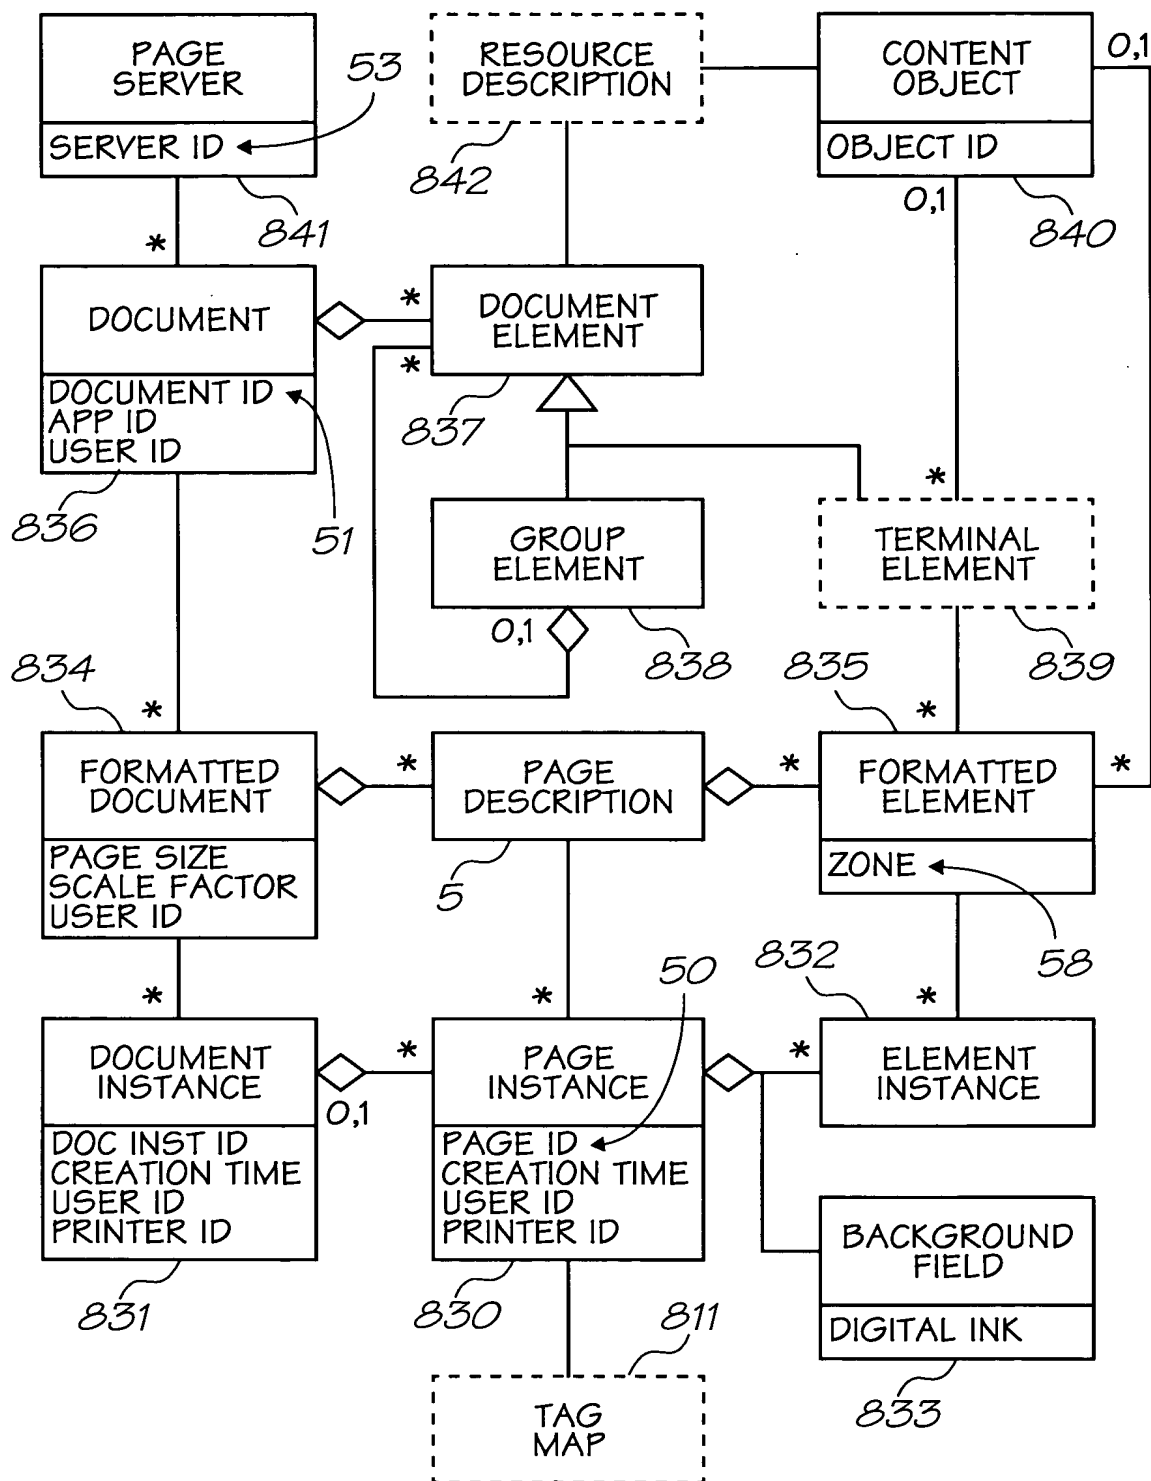 PAGE
SERVER
SERVER ID
53
841
RESOURCE
DESCRIPTION
842
CONTENT
OBJECT
OBJECT ID
840
0,1
0,1
*
DOCUMENT
DOCUMENT ID
APP ID
USER ID
836
51
*
*
DOCUMENT
ELEMENT
837
GROUP
ELEMENT
0,1
838
*
TERMINAL
ELEMENT
839
834
*
FORMATTED
DOCUMENT
PAGE SIZE
SCALE FACTOR
USER ID
*
PAGE
DESCRIPTION
5
835
*
*
*
FORMATTED
ELEMENT
ZONE
58
*
DOCUMENT
INSTANCE
0,1
DOC INST ID
CREATION TIME
USER ID
PRINTER ID
831
*
*
50
PAGE
INSTANCE
PAGE ID
CREATION TIME
USER ID
PRINTER ID
830
832
*
*
ELEMENT
INSTANCE
BACKGROUND
FIELD
DIGITAL INK
833
811
TAG
MAP